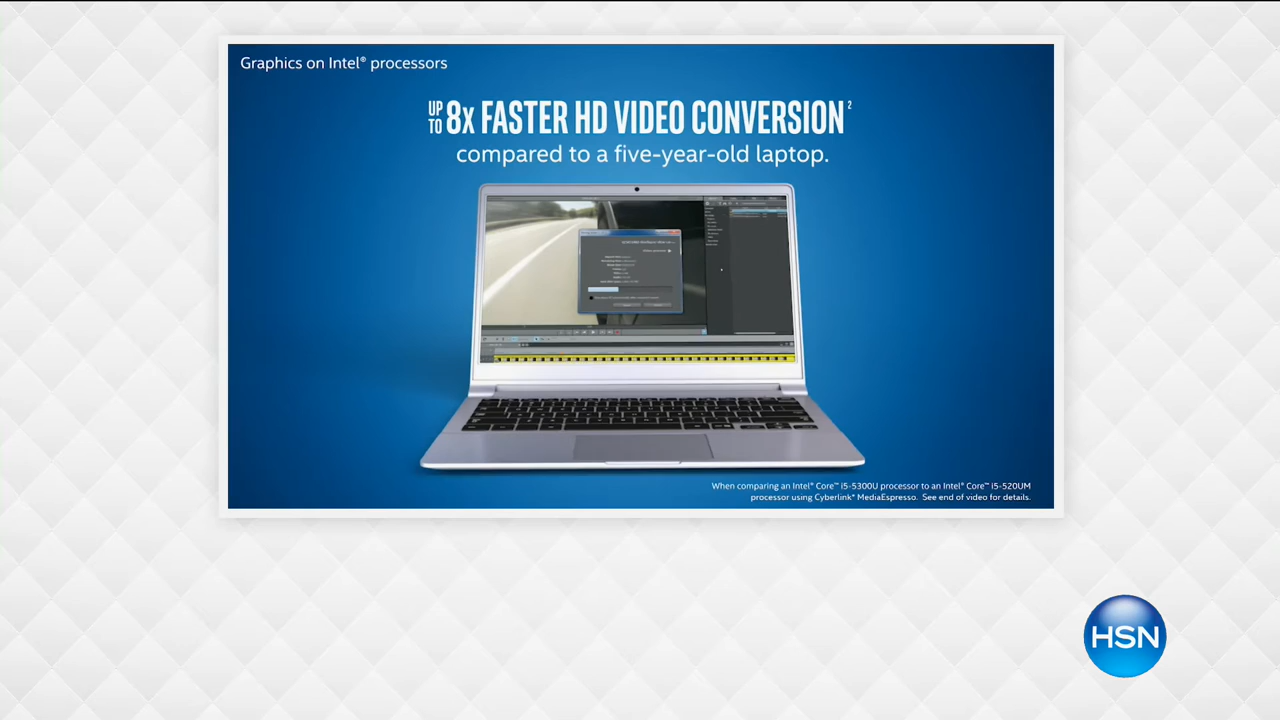 Graphics on Intel® processors
UP TO 8x FASTER HD VIDEO CONVERSION²
compared to a five-year-old laptop.
When comparing an Intel® Core™ i5-5300U processor to an Intel® Core™ i5-520UM
processor using Cyberlink* MediaEspresso. See end of video for details.
HSN